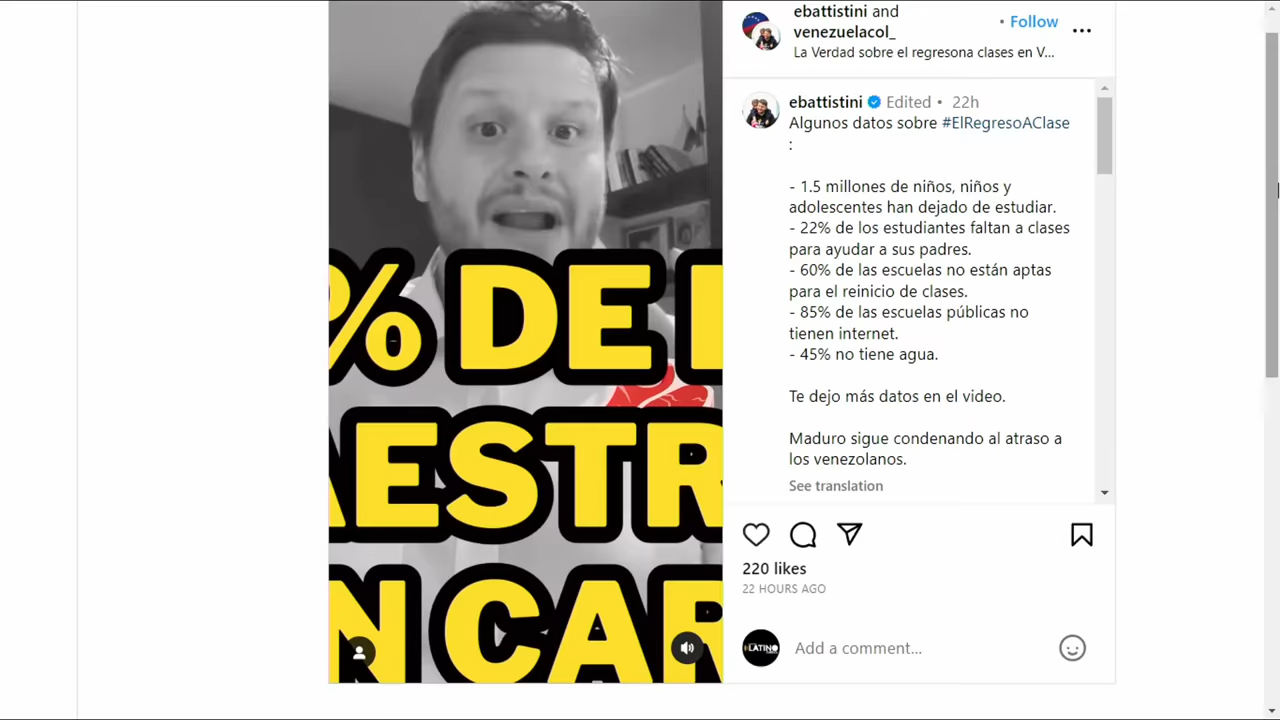 % DE
AESTR
N CAR
ebattistini and
venezuelacol_
• Follow
La Verdad sobre el regresona clases en V...
ebattistini Edited • 22h
Algunos datos sobre #ElRegresoAClase
:
- 1.5 millones de niños, niños y
adolescentes han dejado de estudiar.
- 22% de los estudiantes faltan a clases
para ayudar a sus padres.
- 60% de las escuelas no están aptas
para el reinicio de clases.
- 85% de las escuelas públicas no
tienen internet.
- 45% no tiene agua.
Te dejo más datos en el video.
Maduro sigue condenando al atraso a
los venezolanos.
See translation
220 likes
22 HOURS AGO
LATINO
Add a comment...